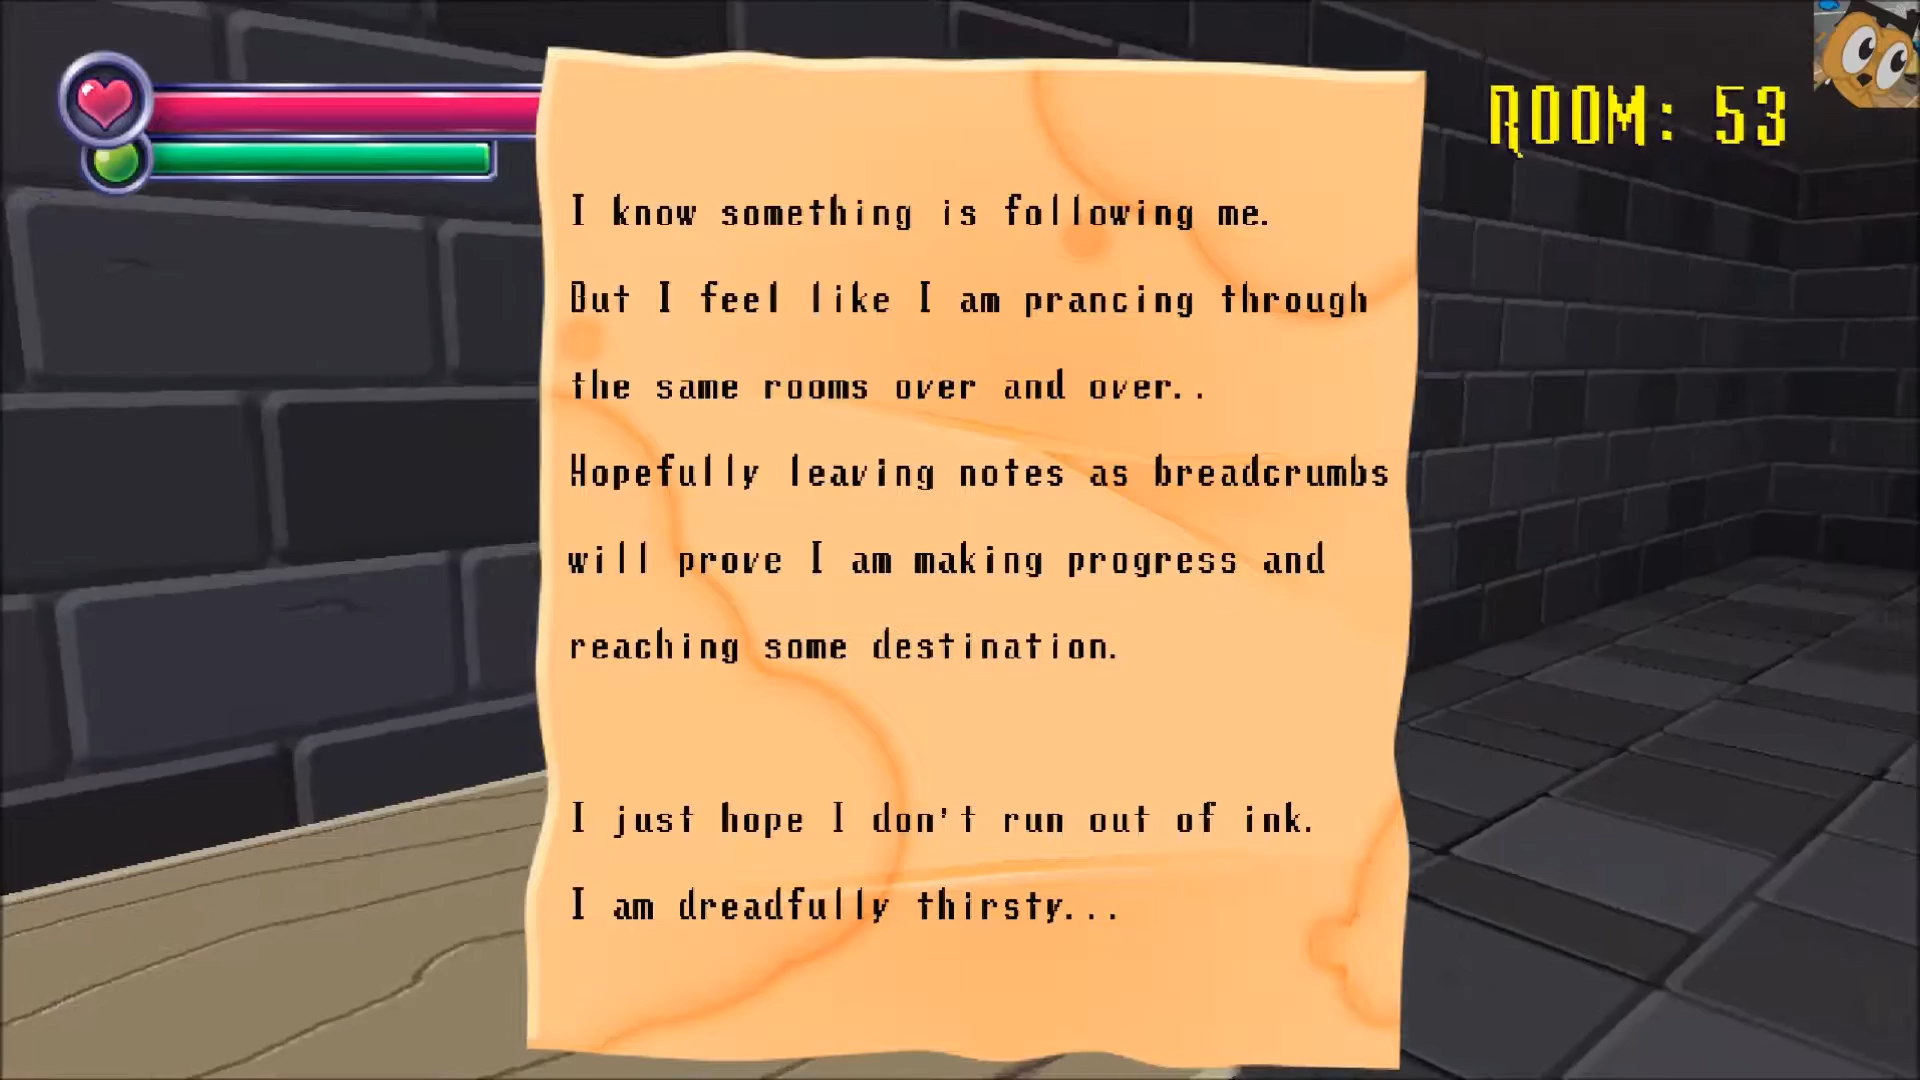 ROOM: 53
I know something is following me.
But I feel like I am prancing through
the same rooms over and over..
Hopefully leaving notes as breadcrumbs
will prove I am making progress and
reaching some destination.
I just hope I don't run out of ink.
I am dreadfully thirsty...